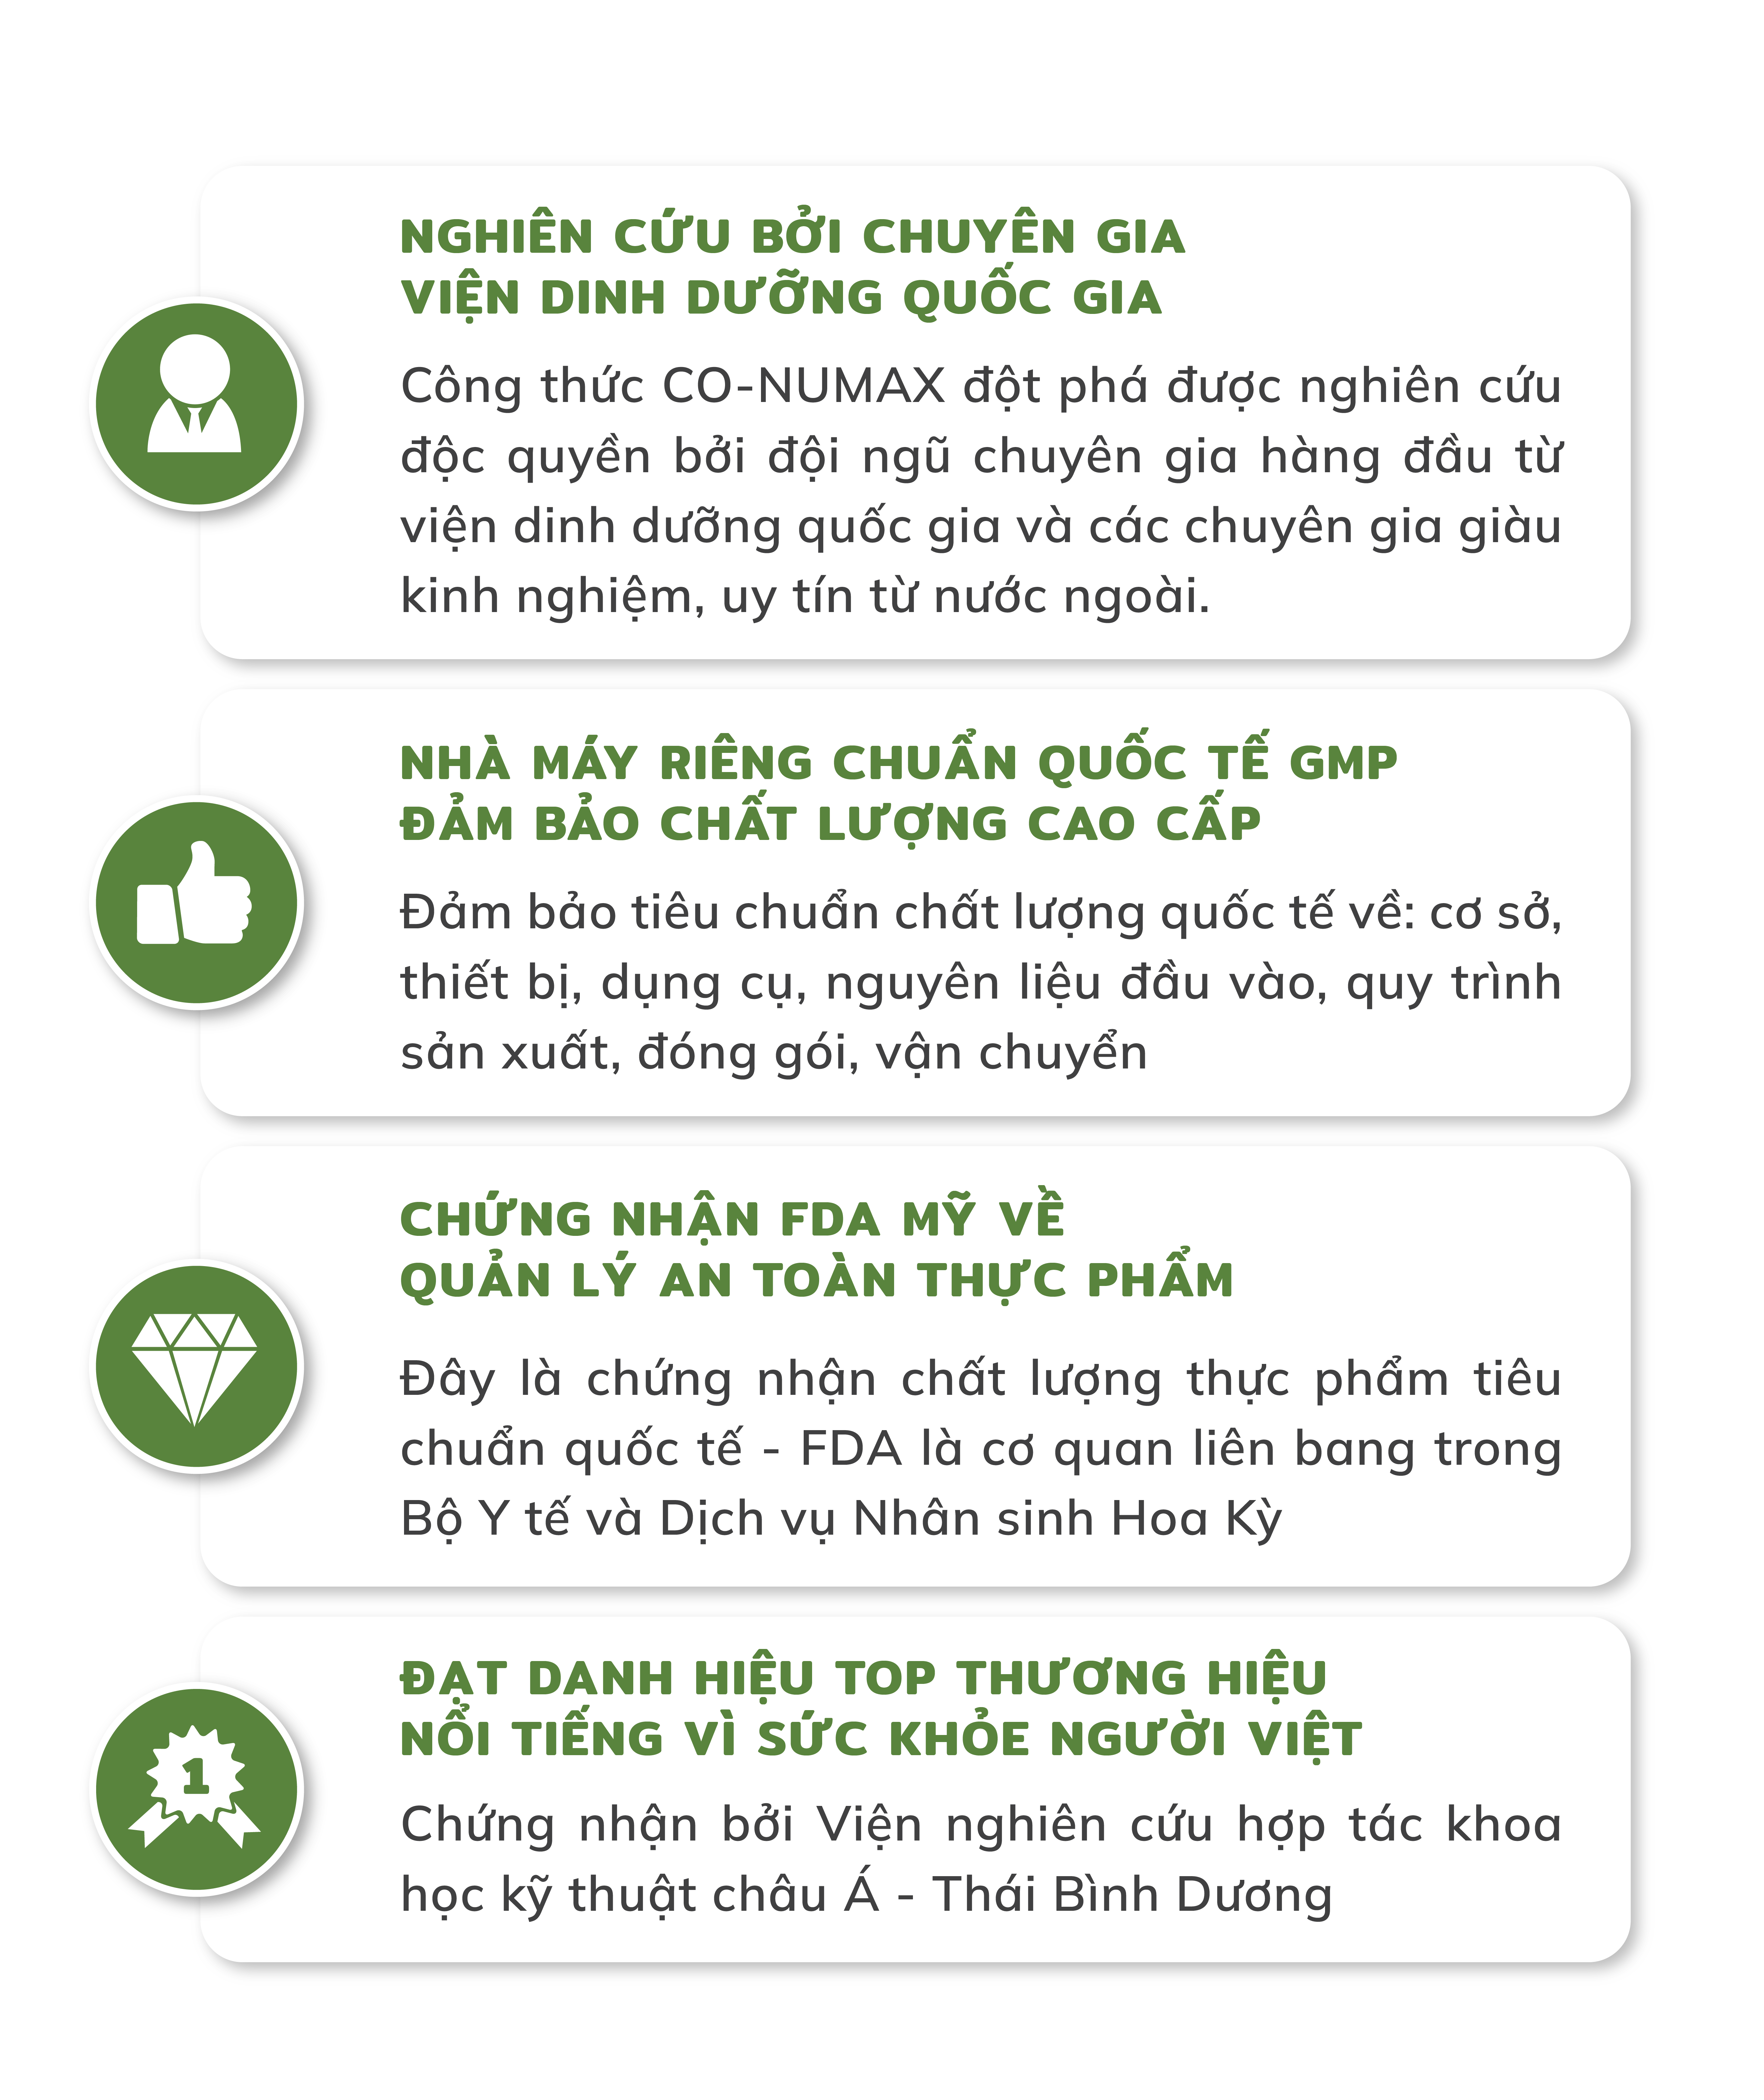 NGHIÊN CỨU BỞI CHUYÊN GIA
VIỆN DINH DƯỠNG QUỐC GIA
Công thức CO-NUMAX đột phá được nghiên cứu
độc quyền bởi đội ngũ chuyên gia hàng đầu từ
viện dinh dưỡng quốc gia và các chuyên gia giàu
kinh nghiệm, uy tín từ nước ngoài.
NHÀ MÁY RIÊNG CHUẨN QUỐC TẾ GMP
ĐẢM BẢO CHẤT LƯỢNG CAO CẤP
Đảm bảo tiêu chuẩn chất lượng quốc tế về: cơ sở,
thiết bị, dụng cụ, nguyên liệu đầu vào, quy trình
sản xuất, đóng gói, vận chuyển
CHỨNG NHẬN FDA MỸ VỀ
QUẢN LÝ AN TOÀN THỰC PHẨM
Đây là chứng nhận chất lượng thực phẩm tiêu
chuẩn quốc tế - FDA là cơ quan liên bang trong
Bộ Y tế và Dịch vụ Nhân sinh Hoa Kỳ
ĐẠT DANH HIỆU TOP THƯƠNG HIỆU
NỔI TIẾNG VÌ SỨC KHỎE NGƯỜI VIỆT
1
Chứng nhận bởi Viện nghiên cứu hợp tác khoa
học kỹ thuật châu Á - Thái Bình Dương